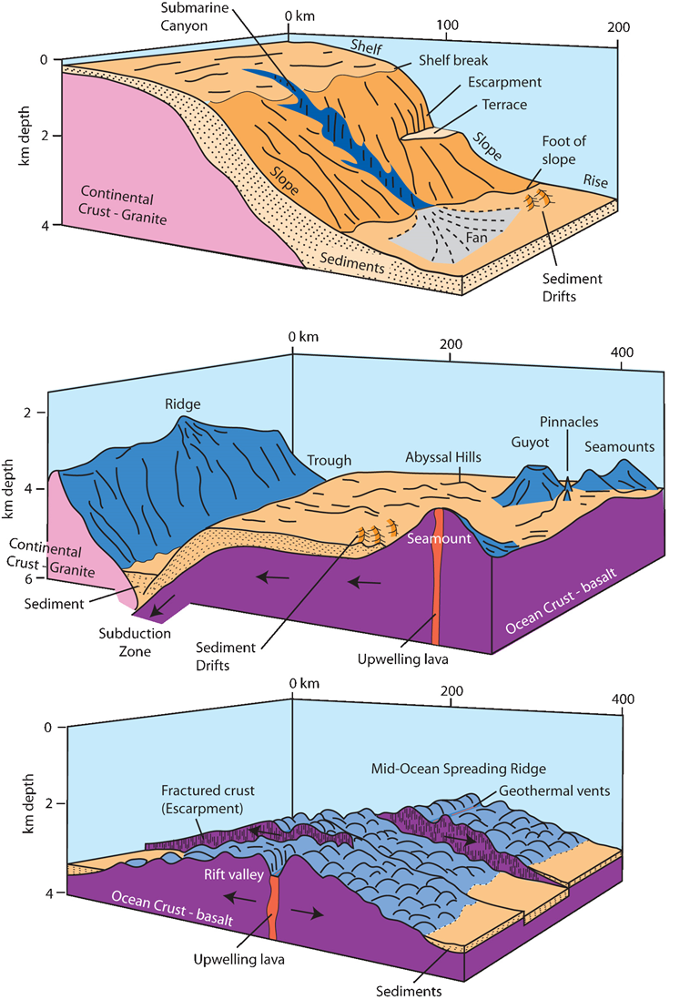 Submarine
Canyon
0 km
100
200
0
Shelf
Shelf break
Escarpment
Terrace
km depth
2
Slope
Foot of
slope
Slope
Rise
Continental
Crust - Granite
4
Fan
Sediments
Sediment
Drifts
0 km
200
400
2
Ridge
Pinnacles
Guyot
Seamounts
Trough
Abyssal Hills
km depth
4
Seamount
Continental
Crust - Granite
6
Ocean Crust - basalt
Sediment
Subduction
Zone
Sediment
Drifts
Upwelling lava
0 km
200
400
0
Mid-Ocean Spreading Ridge
Fractured crust
(Escarpment)
Geothermal vents
km depth
2
Rift valley
4
Ocean Crust - basalt
Upwelling lava
Sediments